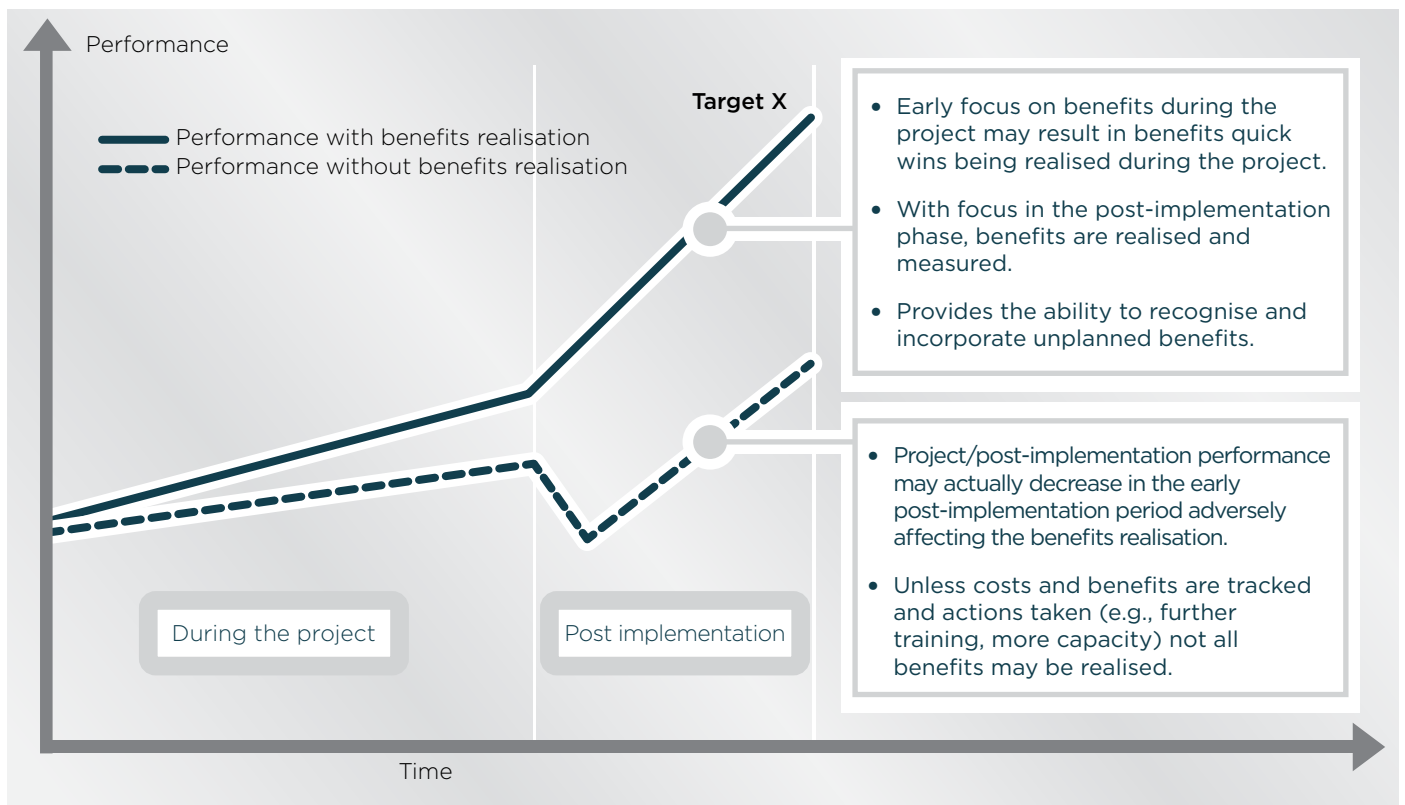 Performance
Target X
Performance with benefits realisation
Performance without benefits realisation
• Early focus on benefits during the
project may result in benefits quick
wins being realised during the project.
• With focus in the post-implementation
phase, benefits are realised and
measured.
• Provides the ability to recognise and
incorporate unplanned benefits.
• Project/post-implementation performance
may actually decrease in the early
post-implementation period adversely
affecting the benefits realisation.
• Unless costs and benefits are tracked
and actions taken (e.g., further
training, more capacity) not all
benefits may be realised.
During the project
Post implementation
Time